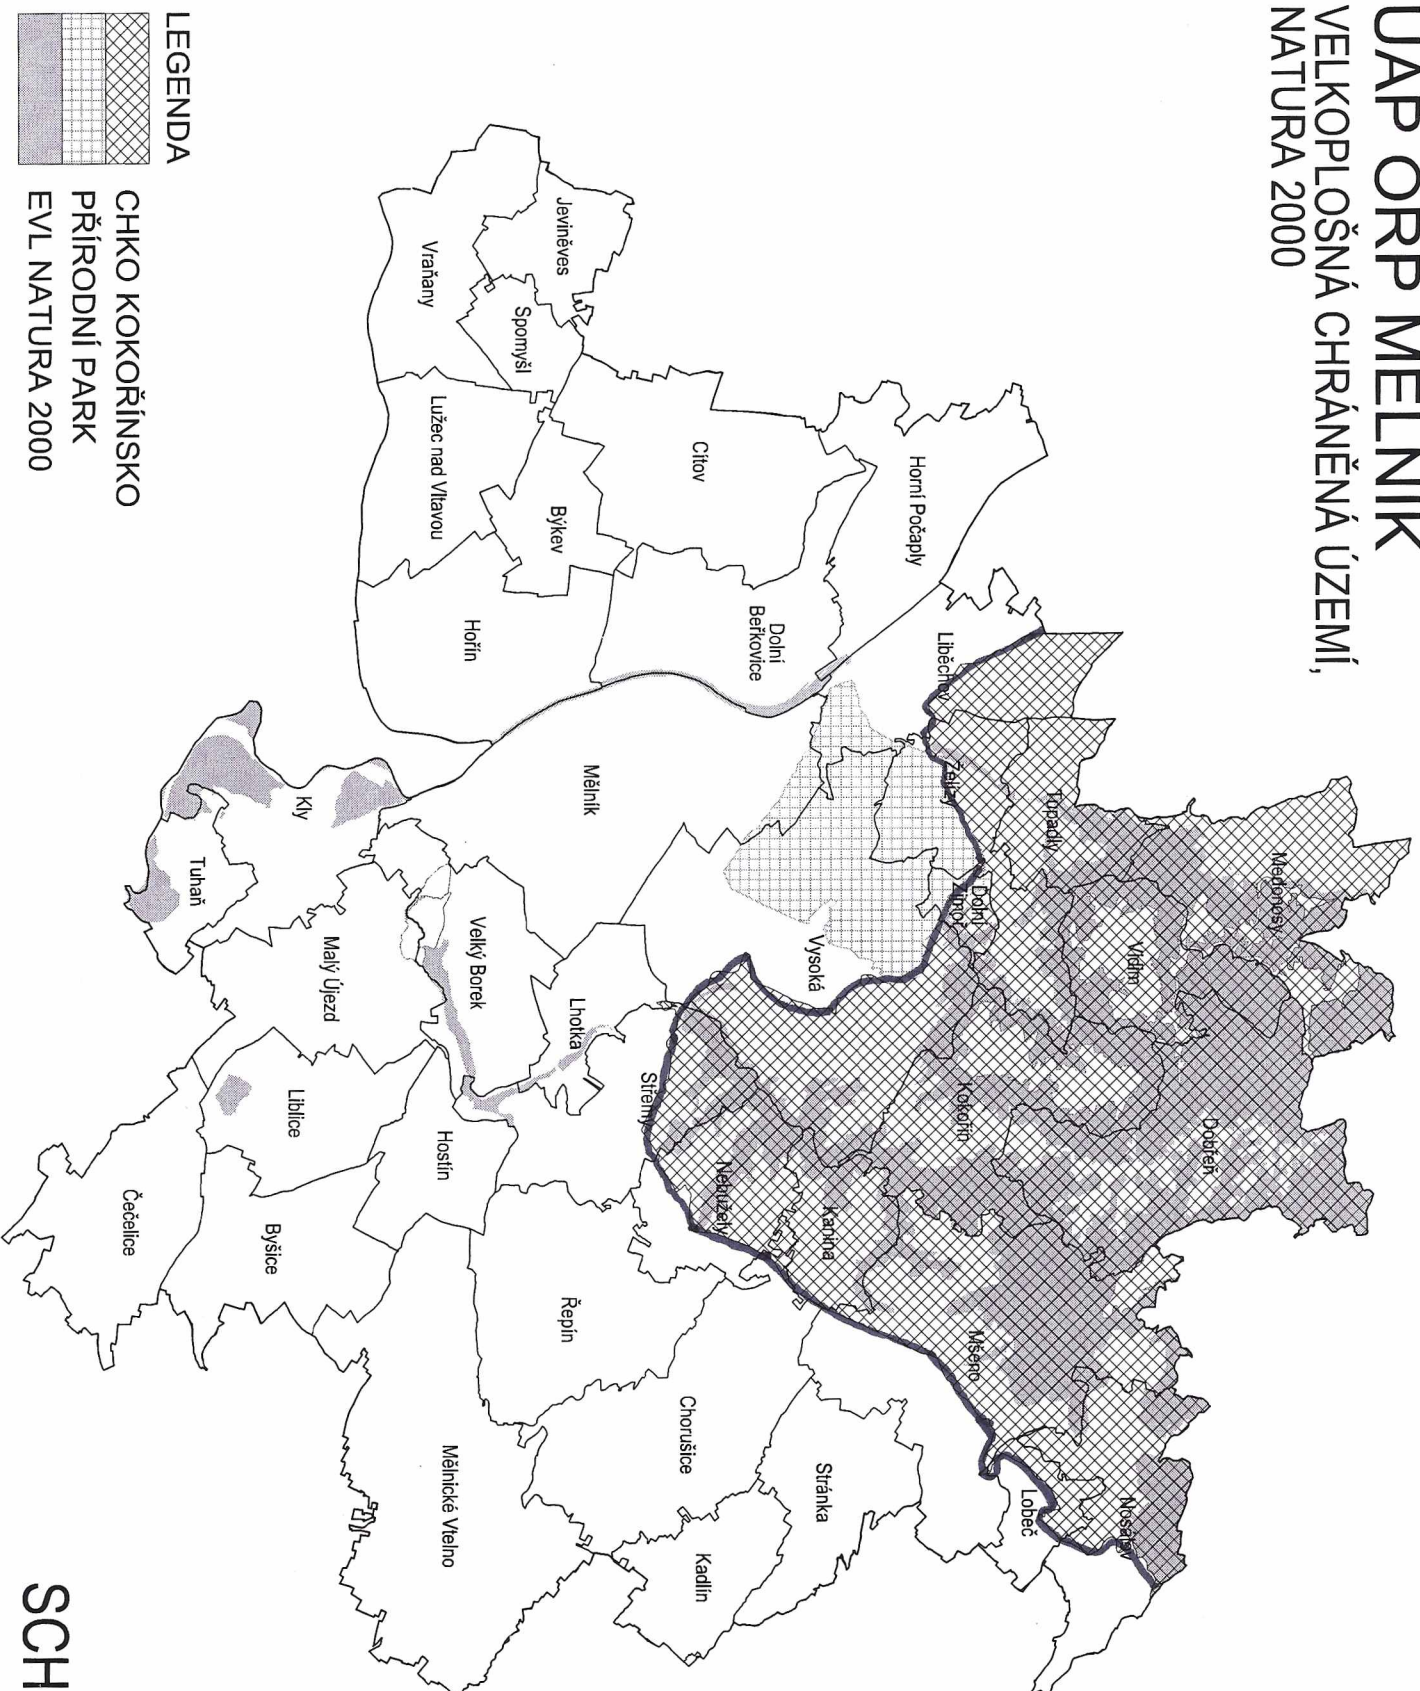 ÚAP ORP MĚLNÍK
VELKOPLOŠNÁ CHRÁNĚNÁ ÚZEMÍ,
NATURA 2000
Medonosy
Dobřeň
Vidim
Nosálov
Tupadly
Lobeč
Dolní
Zimoř
Kokořín
Mšeno
Želízy
Liběchov
Horní Počaply
Vysoká
Kanina
Stránka
Dolní
Beřkovice
Nebužely
Cítov
Střemy
Chorušice
Kadlín
Mělník
Lhotka
Řepín
Jeviněves
Spomyšl
Býkev
Velký Borek
Hořín
Hostín
Mělnické Vtelno
Vraňany
Lužec nad Vltavou
Malý Újezd
Kly
Liblice
Byšice
Tuhaň
Čečelice
LEGENDA
CHKO KOKOŘÍNSKO
PŘÍRODNÍ PARK
EVL NATURA 2000
SCH